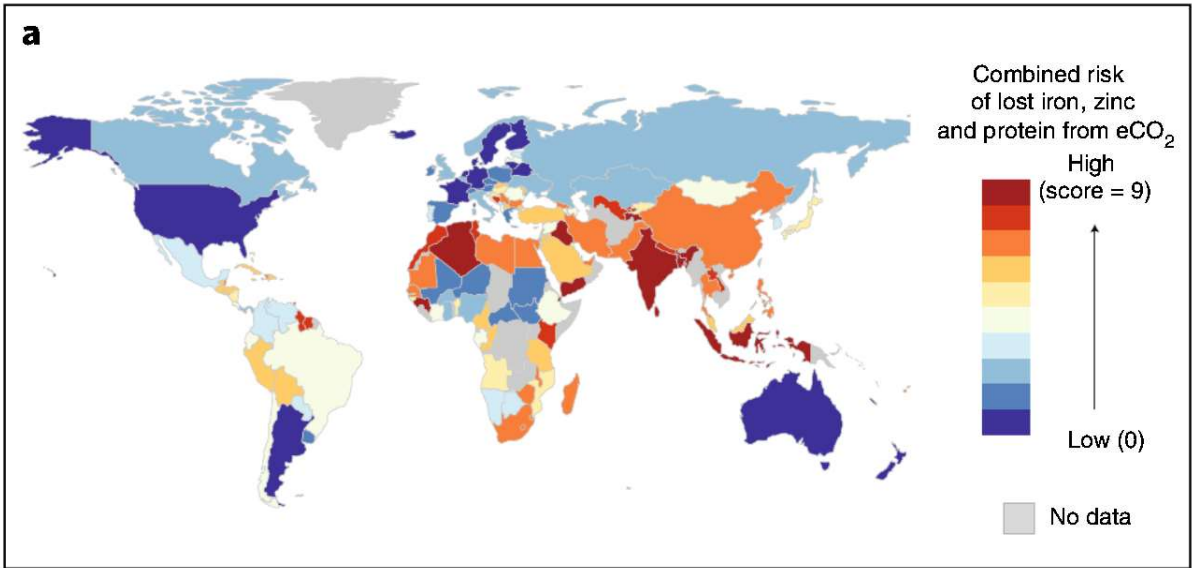 a
Combined risk
of lost iron, zinc
and protein from eCO₂
High
(score = 9)
Low (0)
No data